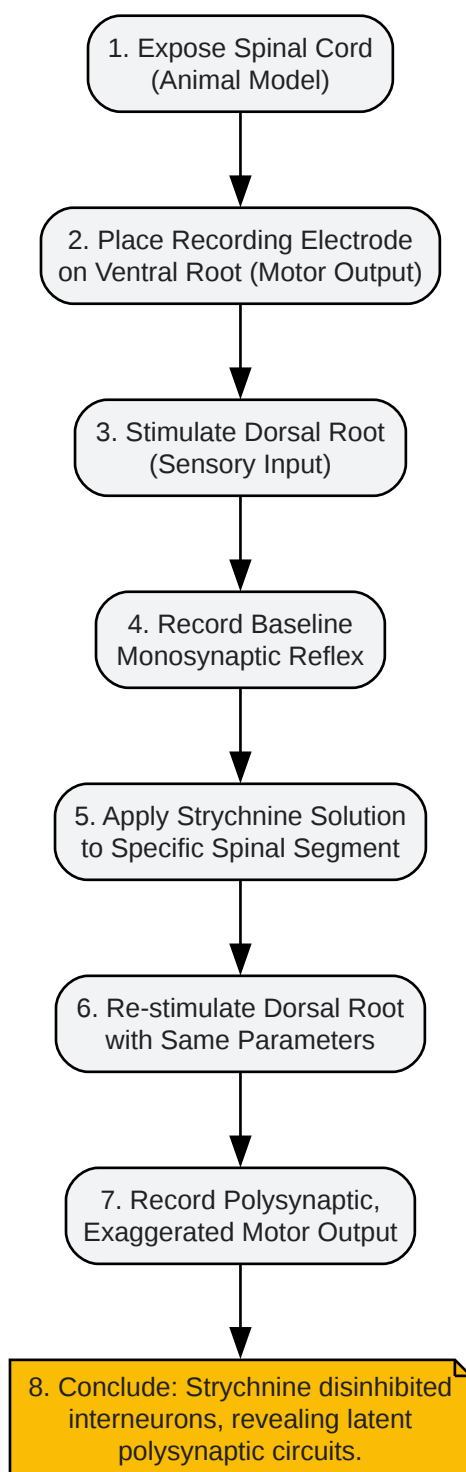 1. Expose Spinal Cord
(Animal Model)
2. Place Recording Electrode
on Ventral Root (Motor Output)
3. Stimulate Dorsal Root
(Sensory Input)
4. Record Baseline
Monosynaptic Reflex
5. Apply Strychnine Solution
to Specific Spinal Segment
6. Re-stimulate Dorsal Root
with Same Parameters
7. Record Polysynaptic,
Exaggerated Motor Output
8. Conclude: Strychnine disinhibited
interneurons, revealing latent
polysynaptic circuits.